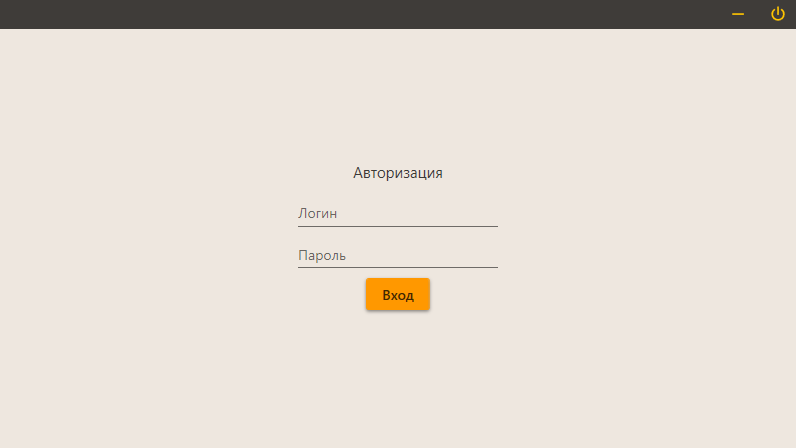 Авторизация
Логин
Пароль
Вход